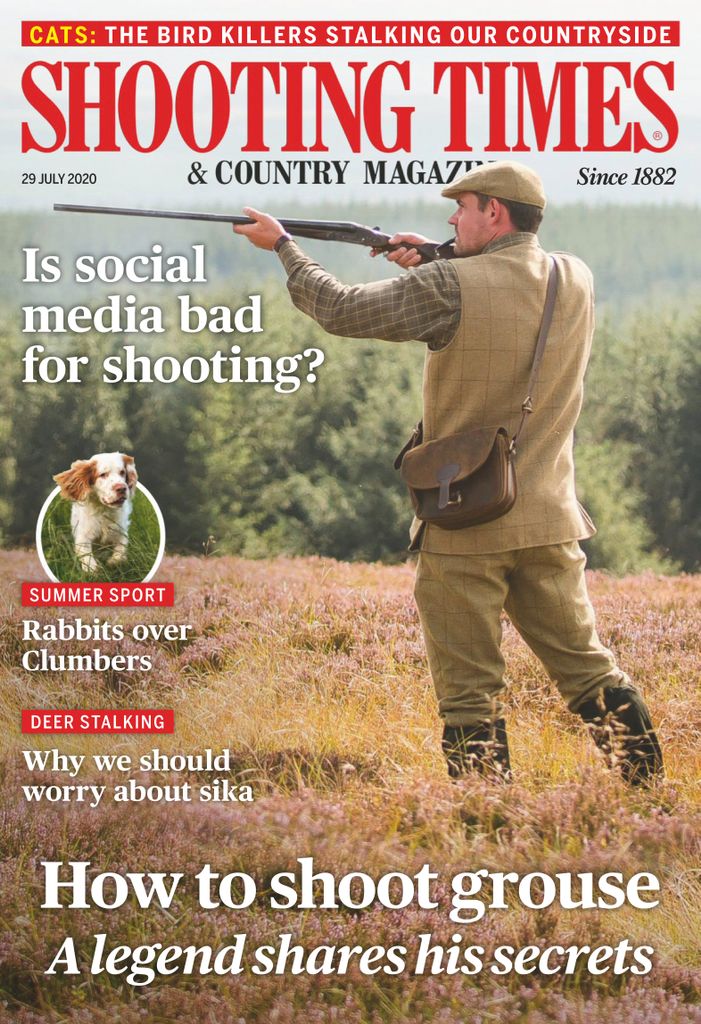 CATS: THE BIRD KILLERS STALKING OUR COUNTRYSIDE
SHOOTING TIMES®
& COUNTRY MAGAZIN
29 JULY 2020
Since 1882
Is social
media bad
for shooting?
SUMMER SPORT
Rabbits over
Clumbers
DEER STALKING
Why we should
worry about sika
How to shoot grouse
A legend shares his secrets